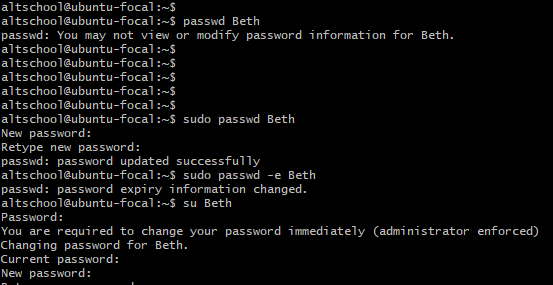 altschool@ubuntu-focal:~$
altschool@ubuntu-focal:~$ passwd Beth
passwd: You may not view or modify password information for Beth.
altschool@ubuntu-focal:~$
altschool@ubuntu-focal:~$
altschool@ubuntu-focal:~$
altschool@ubuntu-focal:~$
altschool@ubuntu-focal:~$
altschool@ubuntu-focal:~$ sudo passwd Beth
New password:
Retype new password:
passwd: password updated successfully
altschool@ubuntu-focal:~$ sudo passwd -e Beth
passwd: password expiry information changed.
altschool@ubuntu-focal:~$ su Beth
Password:
You are required to change your password immediately (administrator enforced)
Changing password for Beth.
Current password:
New password: